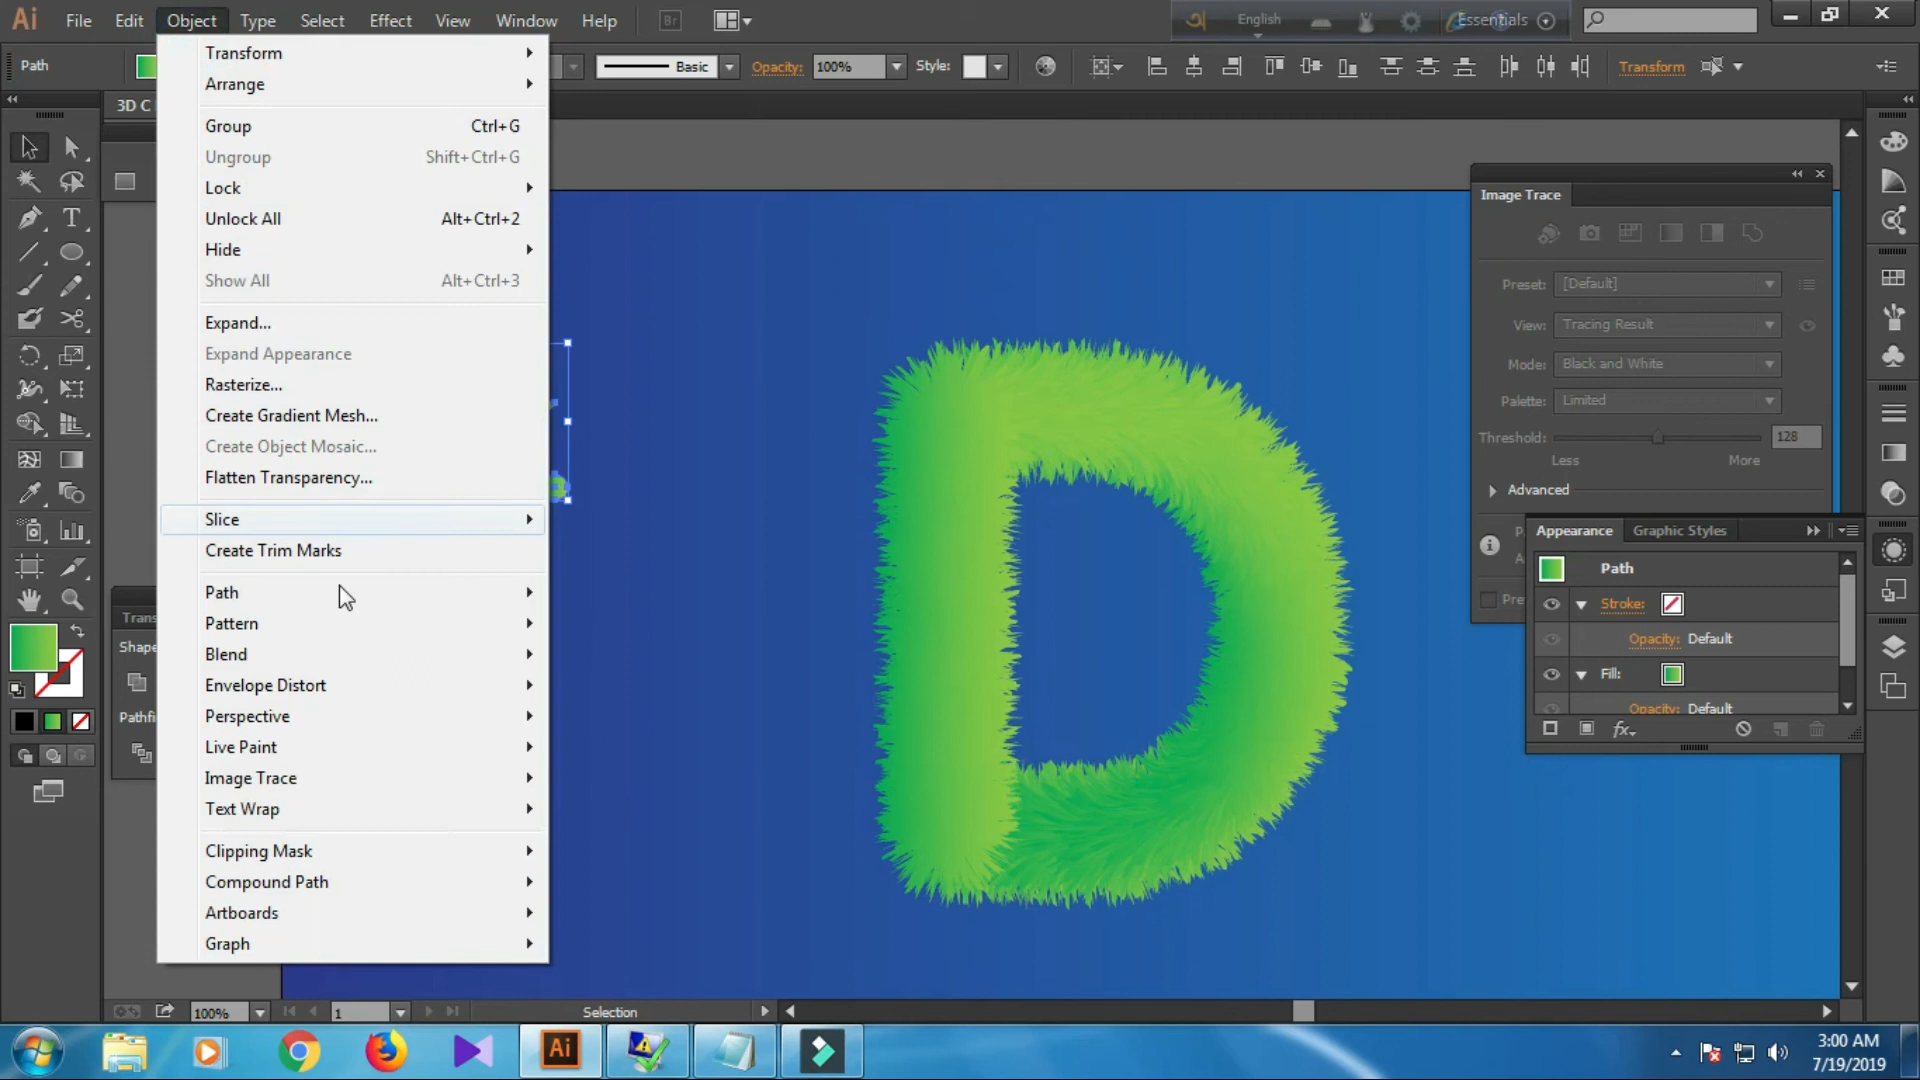 Ai File Edit Object Type Select Effect View Window Help Br English Essentials
Path Basic Opacity: 100% Style: Transform
3D C
Transform
Arrange
Group Ctrl+G
Ungroup Shift+Ctrl+G
Lock
Unlock All Alt+Ctrl+2
Hide
Show All Alt+Ctrl+3
Expand...
Expand Appearance
Rasterize...
Create Gradient Mesh...
Create Object Mosaic...
Flatten Transparency...
Slice
Create Trim Marks
Path
Pattern
Blend
Envelope Distort
Perspective
Live Paint
Image Trace
Text Wrap
Clipping Mask
Compound Path
Artboards
Graph
Trans
Shape
Pathfi
D
Image Trace
Preset: [Default]
View: Tracing Result
Mode: Black and White
Palette: Limited
Threshold: 128
Less More
Advanced
P
A
Pre
Appearance Graphic Styles
Path
Stroke:
Opacity: Default
Fill:
Opacity: Default
fx
100% 1 Selection
Ai
3:00 AM
7/19/2019